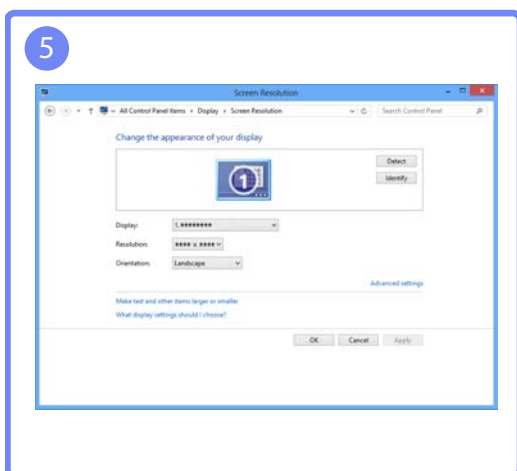 5
Screen Resolution
All Control Panel Items Display Screen Resolution Search Control Panel
Change the appearance of your display
1
Detect
Identify
Display: 1.********
Resolution: **** x ****
Orientation: Landscape
Advanced settings
Make text and other items larger or smaller
What display settings should I choose?
OK Cancel Apply